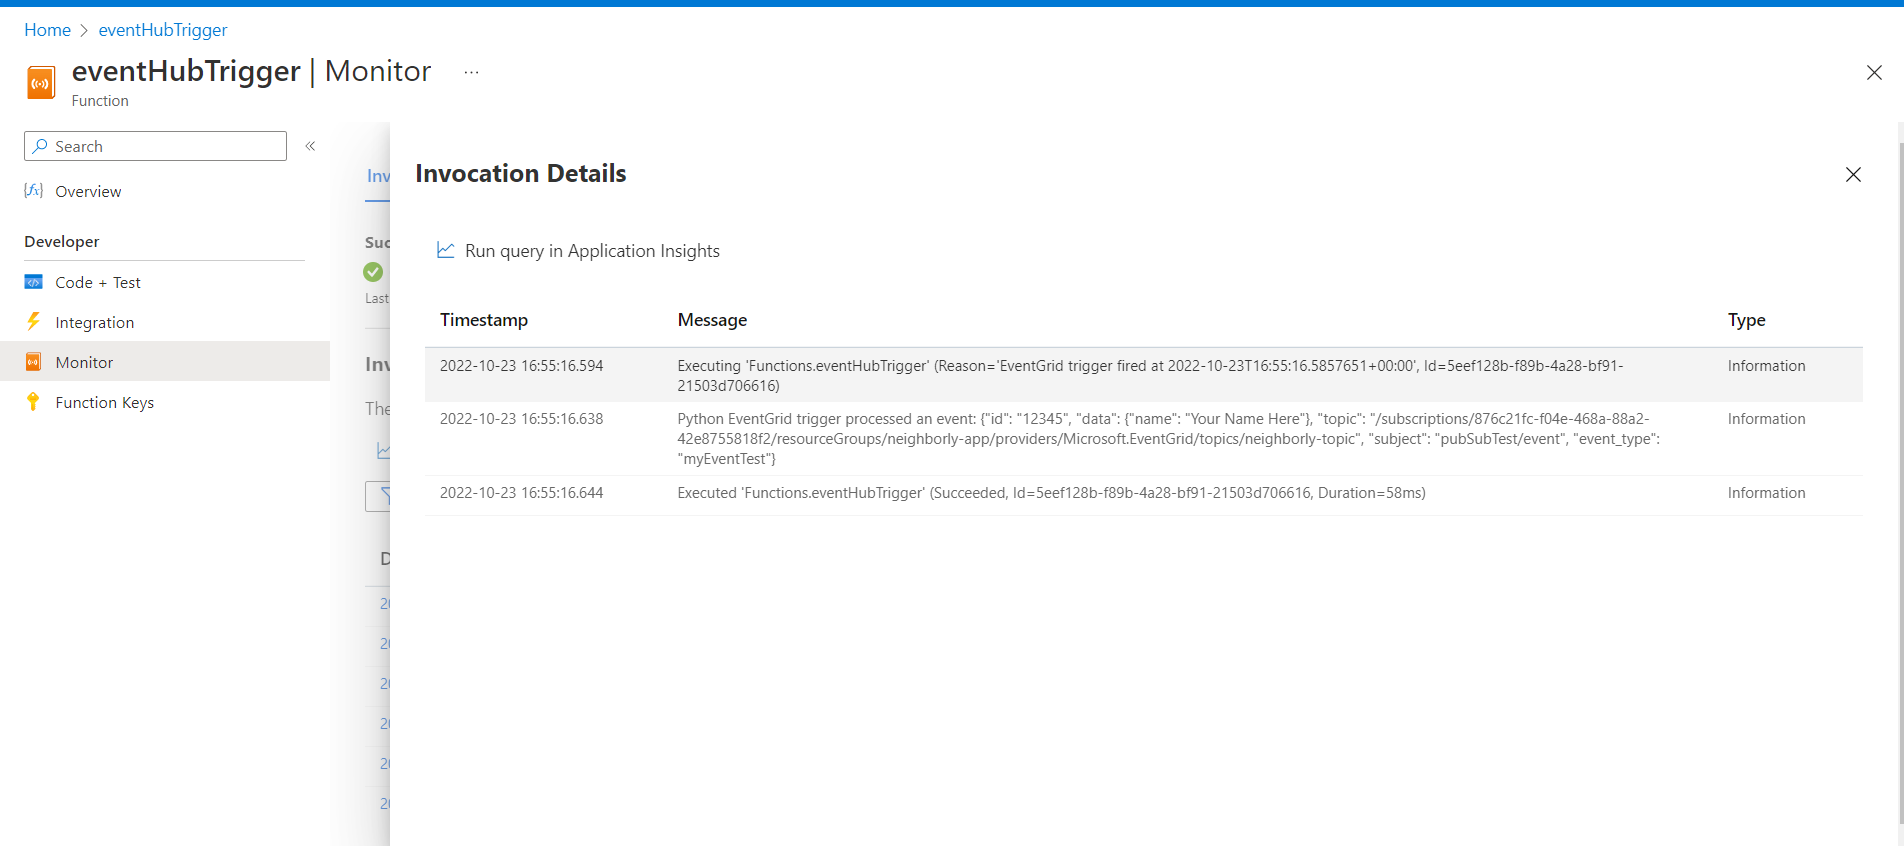 Home > eventHubTrigger
eventHubTrigger | Monitor ...
Function
Search «
Overview
Developer
Code + Test
Integration
Monitor
Function Keys
Inv
Suc
Last
Inv
The
D
20
20
20
20
20
20
Invocation Details
Run query in Application Insights
Timestamp Message Type
2022-10-23 16:55:16.594 Executing 'Functions.eventHubTrigger' (Reason='EventGrid trigger fired at 2022-10-23T16:55:16.5857651+00:00', Id=5eef128b-f89b-4a28-bf91- Information
21503d706616)
2022-10-23 16:55:16.638 Python EventGrid trigger processed an event: {"id": "12345", "data": {"name": "Your Name Here"}, "topic": "/subscriptions/876c21fc-f04e-468a-88a2- Information
42e8755818f2/resourceGroups/neighborly-app/providers/Microsoft.EventGrid/topics/neighborly-topic", "subject": "pubSubTest/event", "event_type":
"myEventTest"}
2022-10-23 16:55:16.644 Executed 'Functions.eventHubTrigger' (Succeeded, Id=5eef128b-f89b-4a28-bf91-21503d706616, Duration=58ms) Information